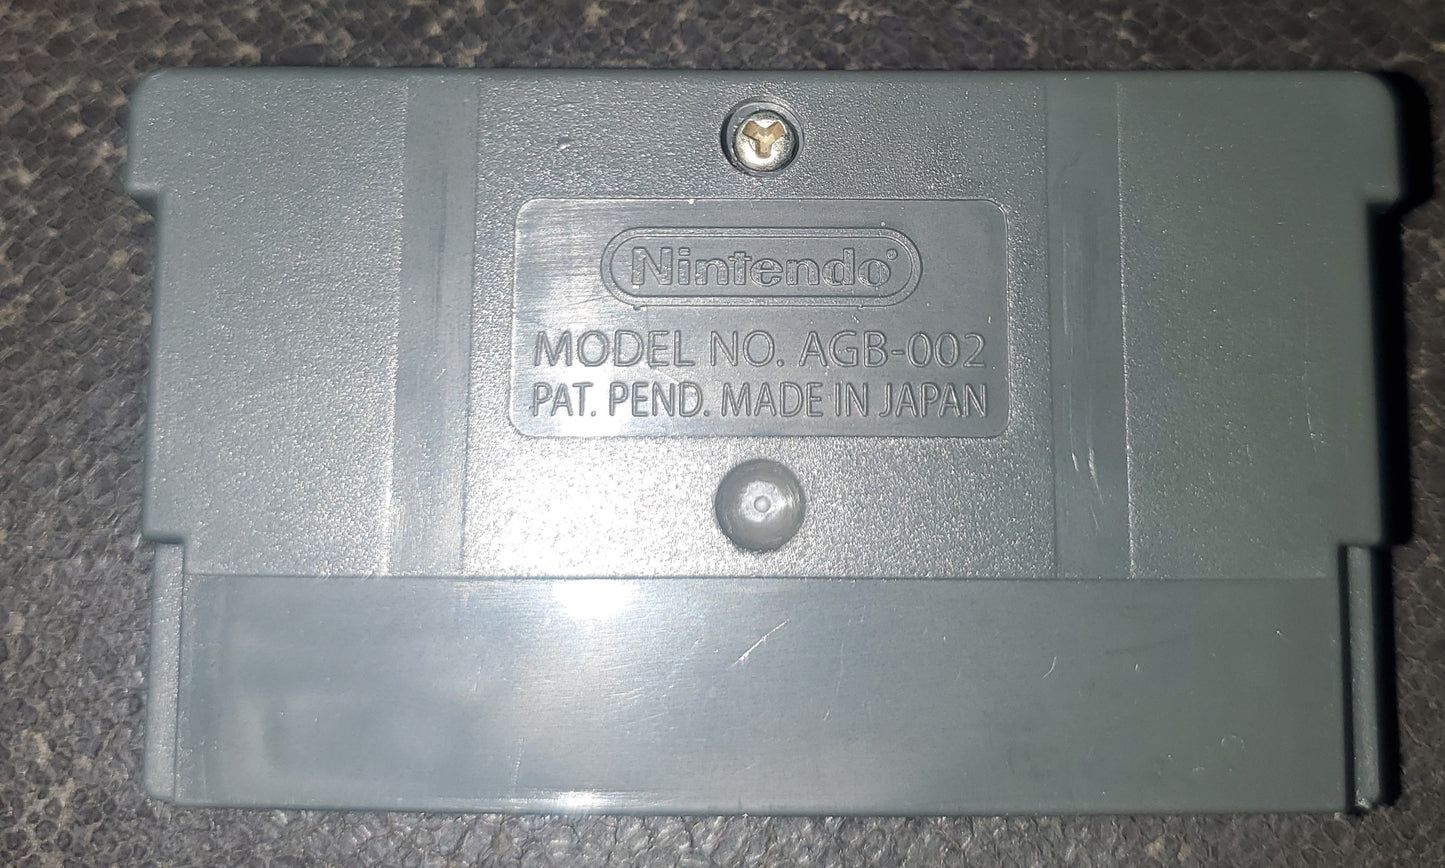 Nintendo®
MODEL NO. AGB-002
PAT. PEND. MADE IN JAPAN